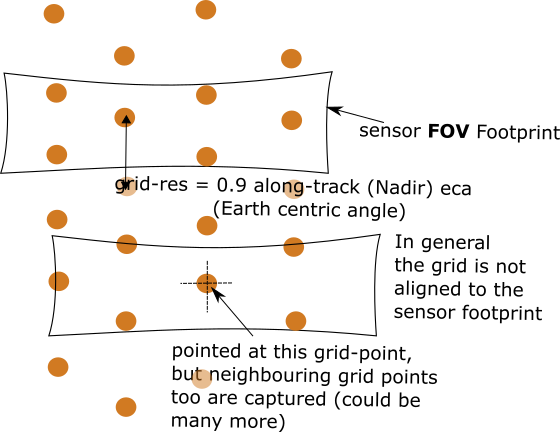 sensor FOV Footprint
grid-res = 0.9 along-track (Nadir) eca
(Earth centric angle)
In general
the grid is not
aligned to the
sensor footprint
pointed at this grid-point,
but neighbouring grid points
too are captured (could be
many more)